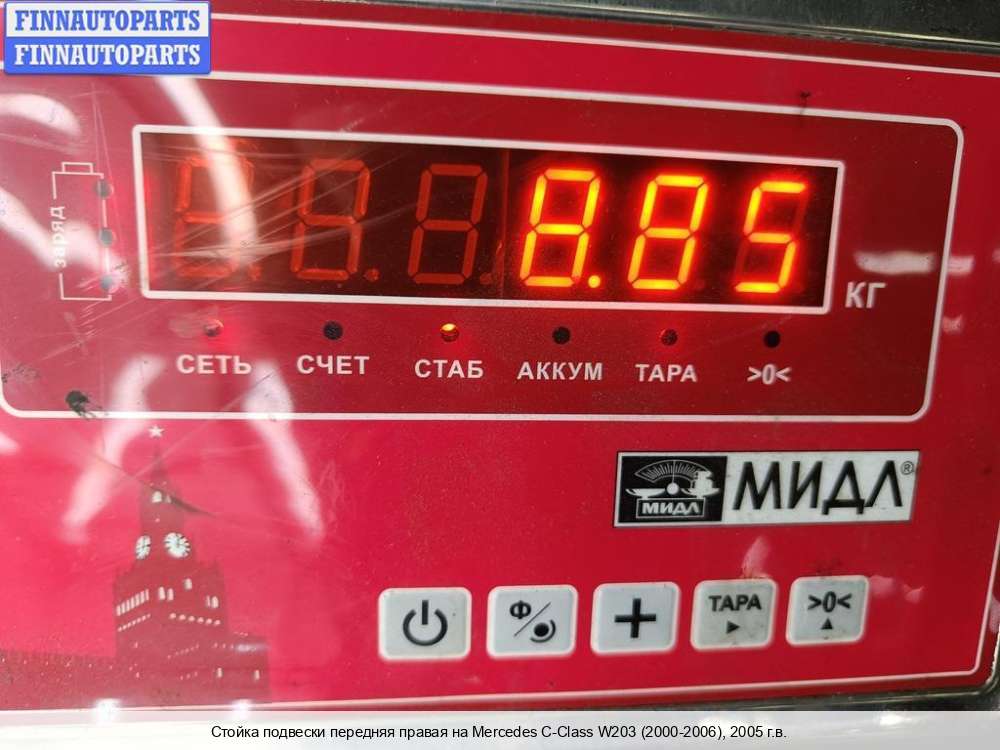 FINNAUTOPARTS
FINNAUTOPARTS
заряд
8.85
КГ
СЕТЬ СЧЕТ СТАБ АККУМ ТАРА >0<
МИДЛ МИДЛ®
Ф ТАРА >0<
Стойка подвески передняя правая на Mercedes C-Class W203 (2000-2006), 2005 г.в.